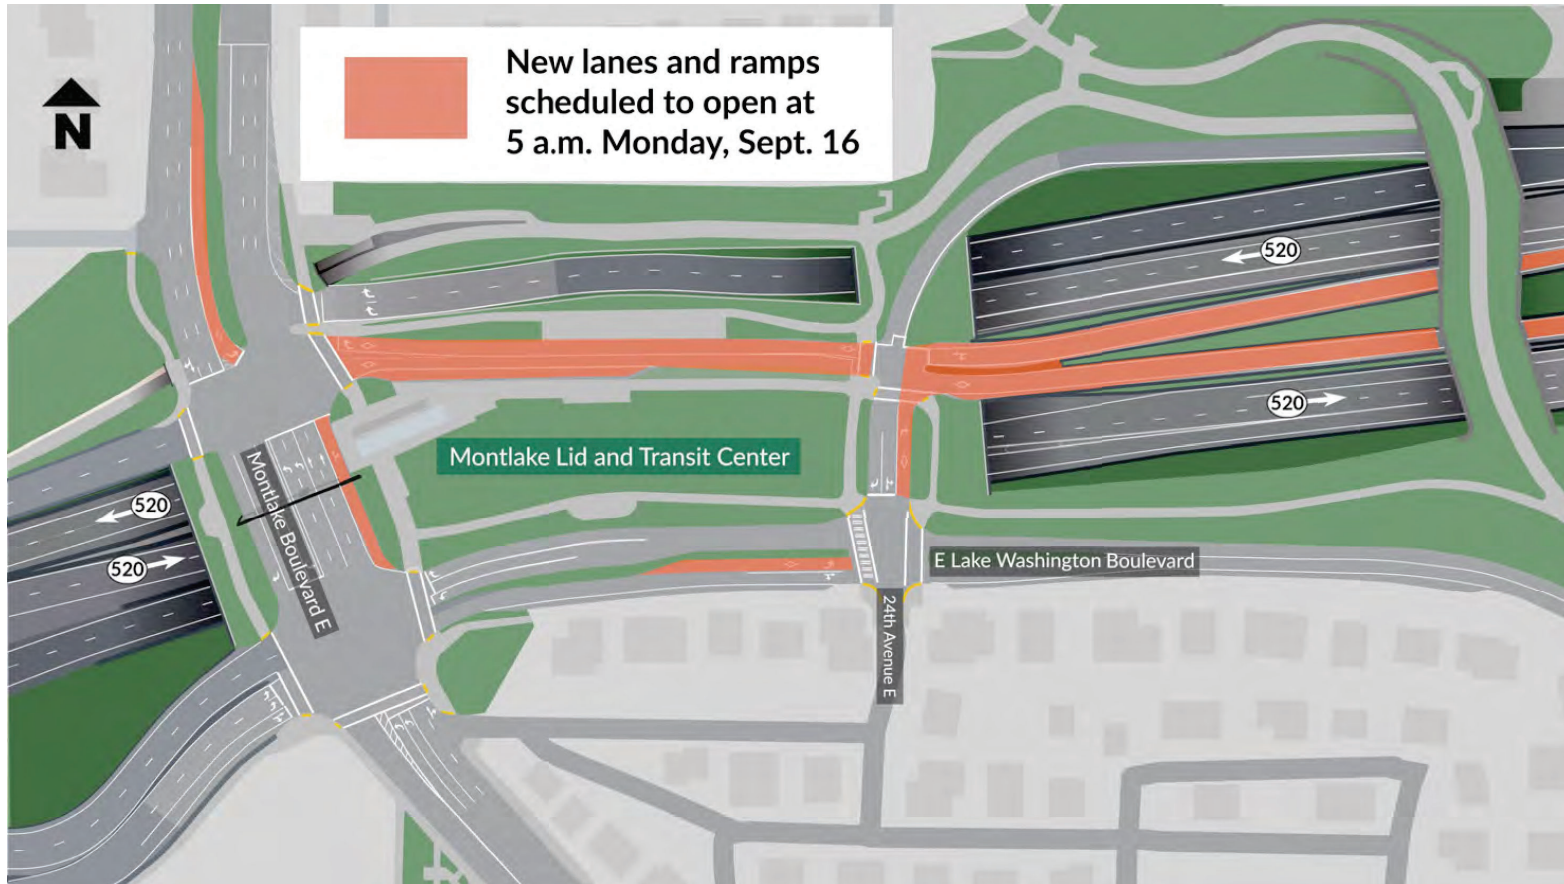 New lanes and ramps
scheduled to open at
5 a.m. Monday, Sept. 16
N
520
520
Montlake Lid and Transit Center
Montlake Boulevard E
520
520
E Lake Washington Boulevard
24th Avenue E